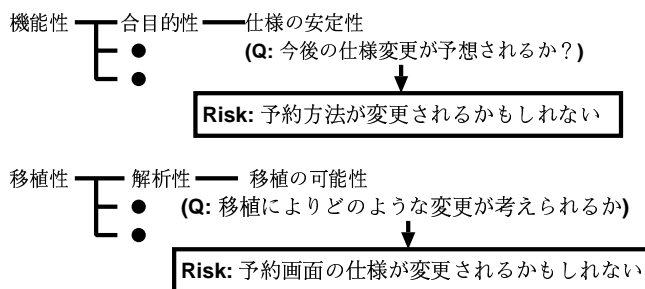 機能性 合目的性 仕様の安定性
(Q: 今後の仕様変更が予想されるか？)
Risk: 予約方法が変更されるかもしれない
移植性 解析性 移植の可能性
(Q: 移植によりどのような変更が考えられるか)
Risk: 予約画面の仕様が変更されるかもしれない